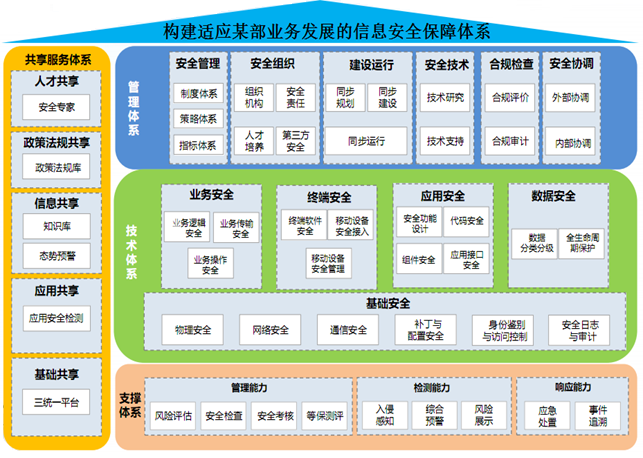 构建适应某部业务发展的信息安全保障体系
共享服务体系
人才共享
安全专家
政策法规共享
政策法规库
信息共享
知识库
态势预警
应用共享
应用安全检测
基础共享
三统一平台
管理体系
安全管理
制度体系
策略体系
指标体系
安全组织
组织
机构
安全
责任
人才
培养
第三方
安全
建设运行
同步
规划
同步
建设
同步运行
安全技术
技术研究
技术支持
合规检查
合规评价
合规审计
安全协调
外部协调
内部协调
技术体系
业务安全
业务逻辑
安全
业务传输
安全
业务操作
安全
终端安全
终端软件
安全
移动设备
安全接入
移动设备
安全管理
应用安全
安全功能
设计
代码安全
组件安全
应用接口
安全
数据安全
数据
分类分级
全生命周
期保护
基础安全
物理安全
网络安全
通信安全
补丁与
配置安全
身份鉴别
与访问控制
安全日志
与审计
支撑
体系
管理能力
风险评估
安全检查
安全考核
等保测评
检测能力
入侵
感知
综合
预警
风险
展示
响应能力
应急
处置
事件
追溯